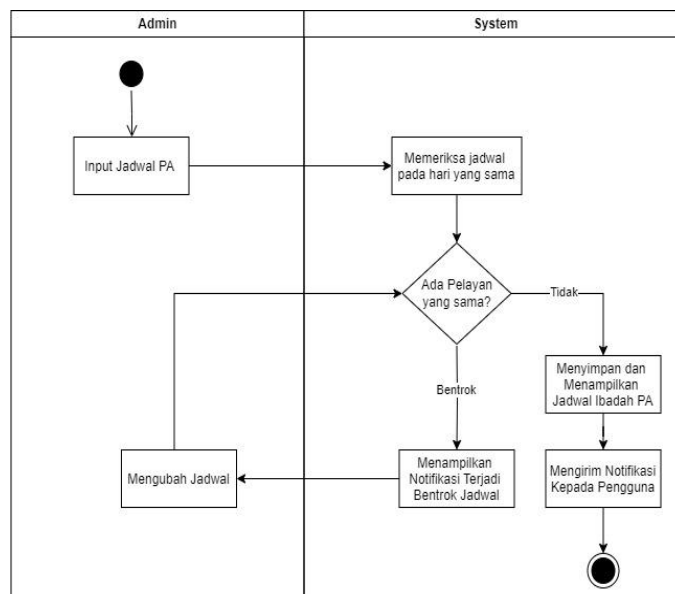 Admin
System
Input Jadwal PA
Memeriksa jadwal
pada hari yang sama
Ada Pelayan
yang sama?
Tidak
Menyimpan dan
Menampilkan
Jadwal Ibadah PA
Bentrok
Mengubah Jadwal
Menampilkan
Notifikasi Terjadi
Bentrok Jadwal
Mengirim Notifikasi
Kepada Pengguna